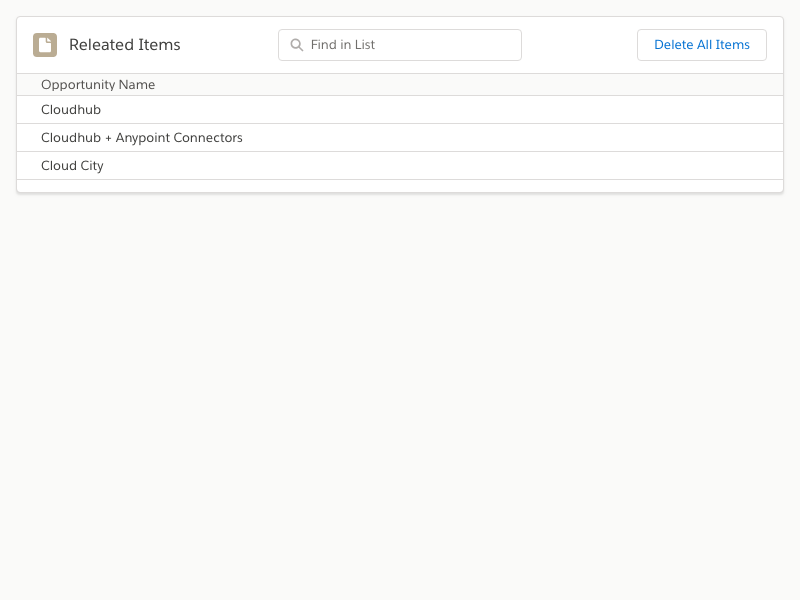 Releated Items
Find in List
Delete All Items
Opportunity Name
Cloudhub
Cloudhub + Anypoint Connectors
Cloud City